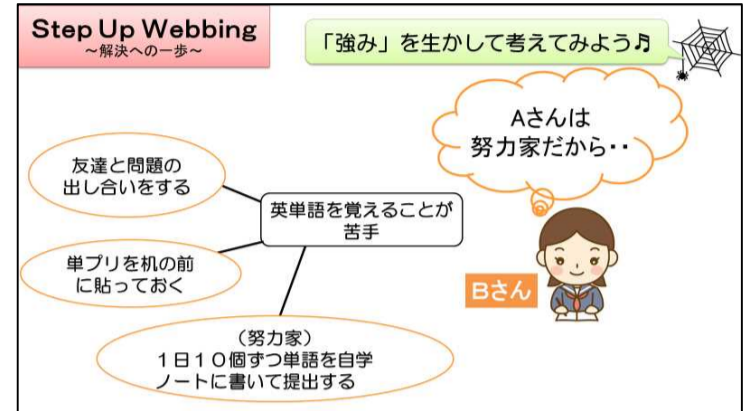 Step Up Webbing
～解決への一歩～
「強み」を生かして考えてみよう♬
Aさんは
努力家だから・・
友達と問題の
出し合いをする
英単語を覚えることが
苦手
単プリを机の前
に貼っておく
Bさん
（努力家）
１日１０個ずつ単語を自学
ノートに書いて提出する